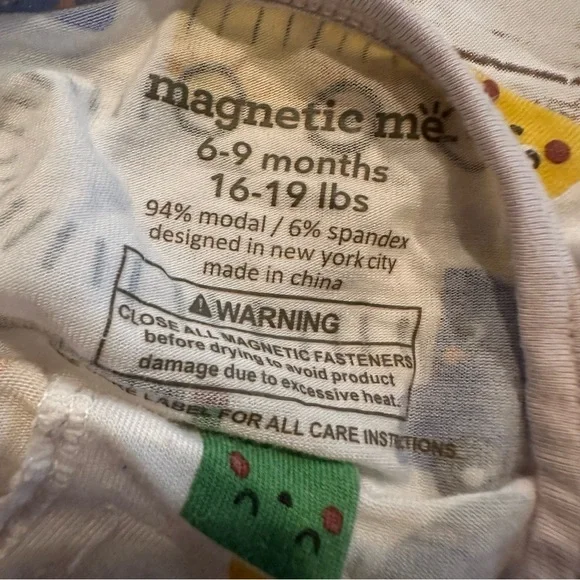 magnetic me
6-9 months
16-19 lbs
94% modal / 6% spandex
designed in new york city
made in china
WARNING
CLOSE ALL MAGNETIC FASTENERS
before drying to avoid product
damage due to excessive heat.
LABEL FOR ALL CARE INSTRUCTIONS